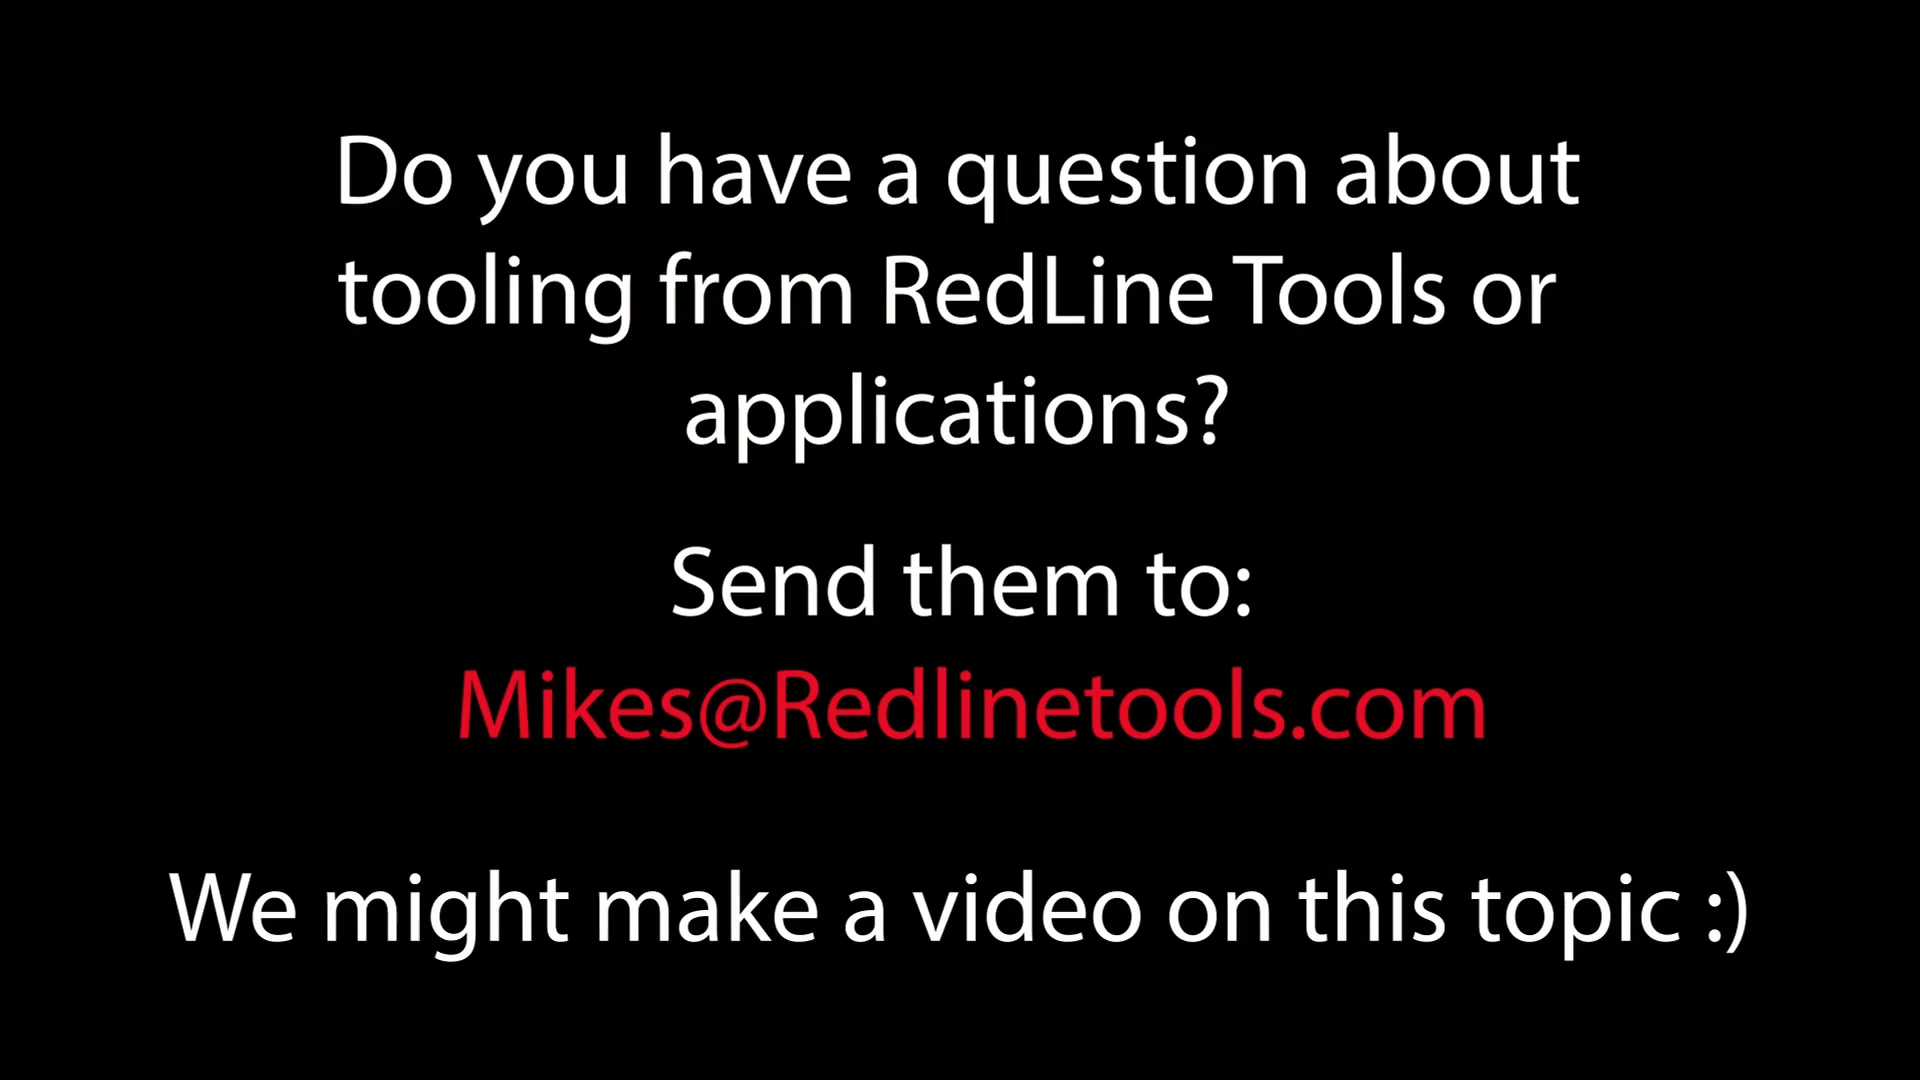 Do you have a question about
tooling from RedLine Tools or
applications?
Send them to:
Mikes@Redlinetools.com
We might make a video on this topic :)